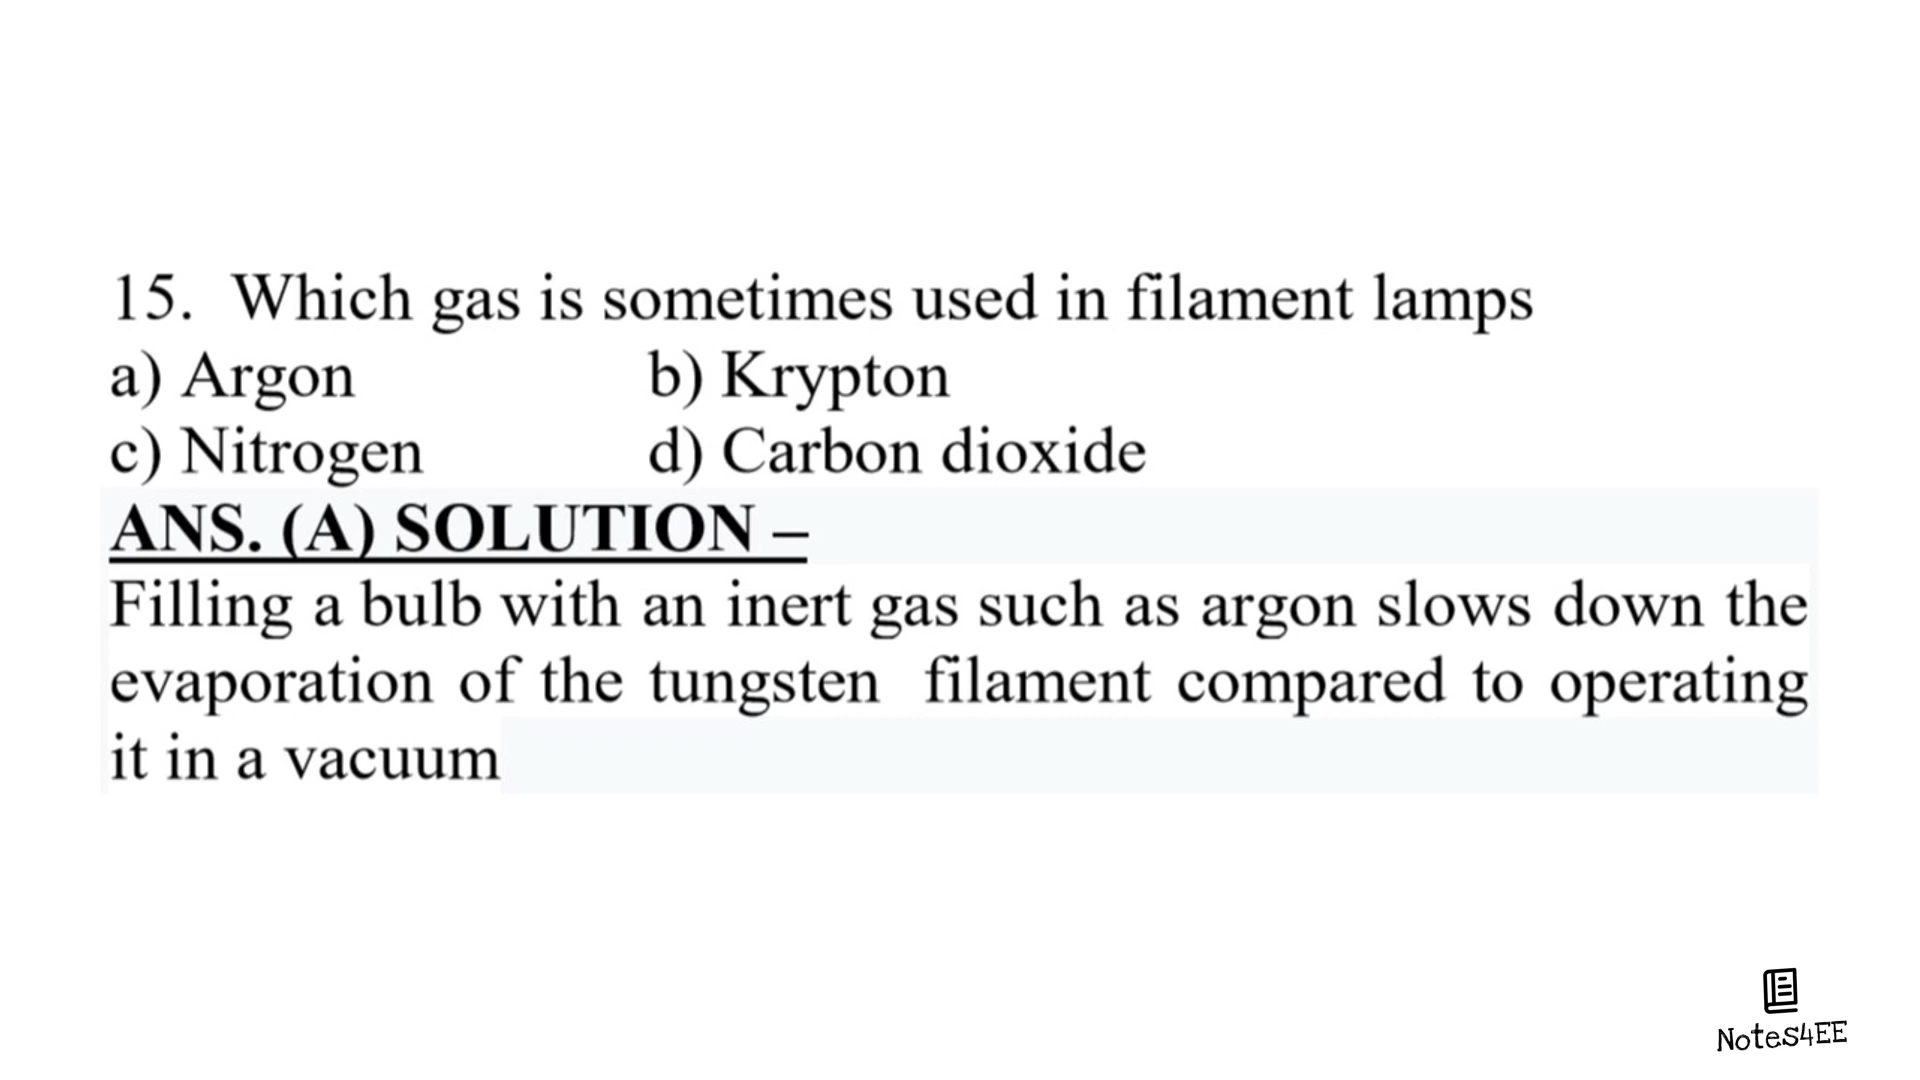 15. Which gas is sometimes used in filament lamps
a) Argon b) Krypton
c) Nitrogen d) Carbon dioxide
ANS. (A) SOLUTION –
Filling a bulb with an inert gas such as argon slows down the
evaporation of the tungsten filament compared to operating
it in a vacuum
Notes4EE